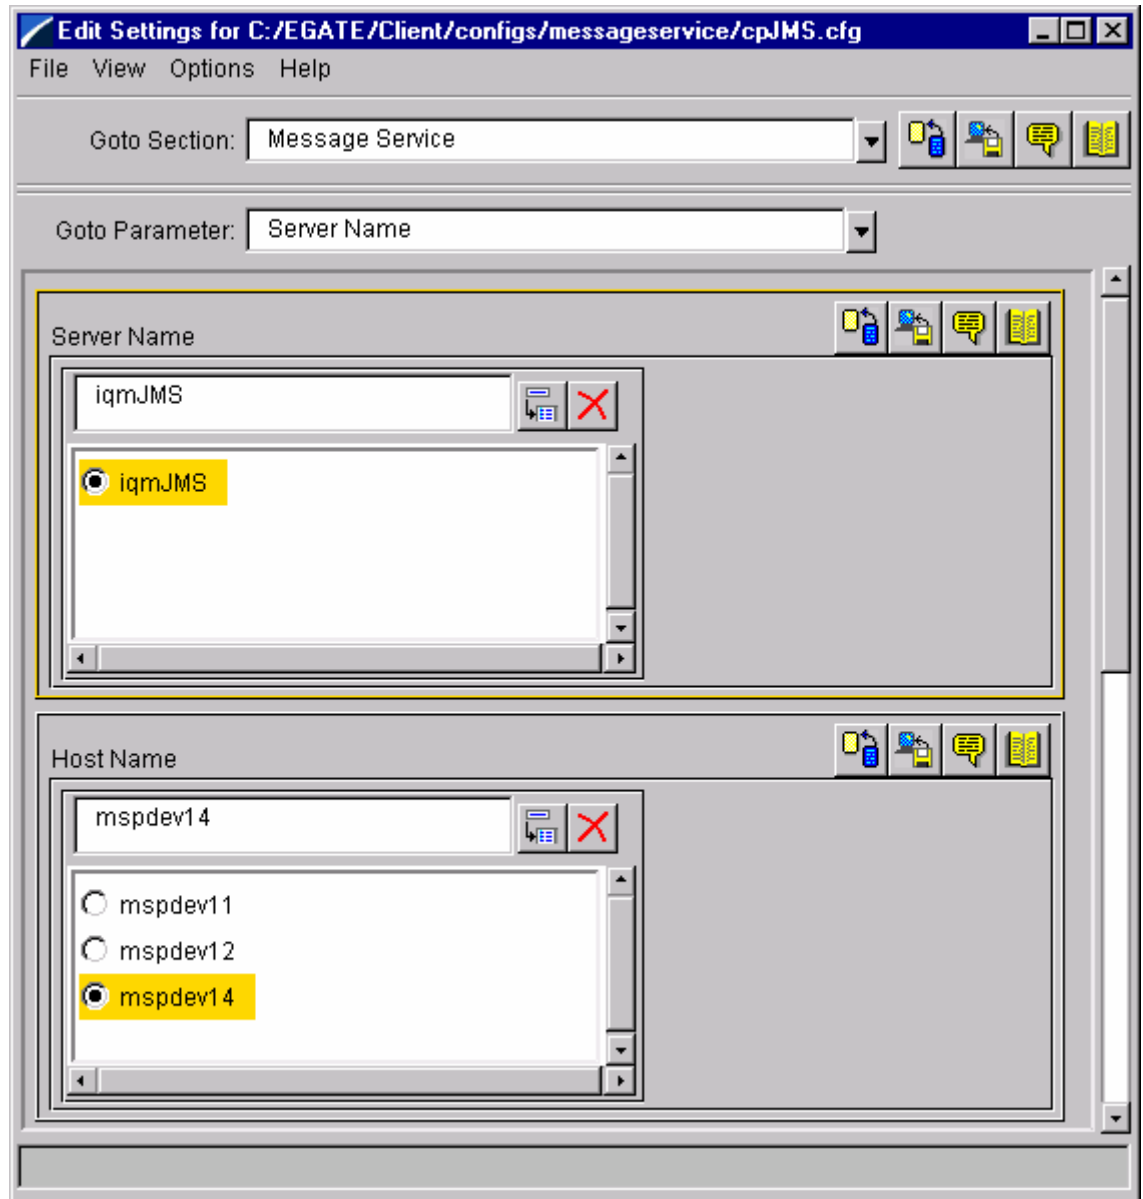 Edit Settings for C:/EGATE/Client/configs/messageservice/cpJMS.cfg
File View Options Help
Goto Section: Message Service
Goto Parameter: Server Name
Server Name
iqmJMS
iqmJMS
Host Name
mspdev14
mspdev11
mspdev12
mspdev14